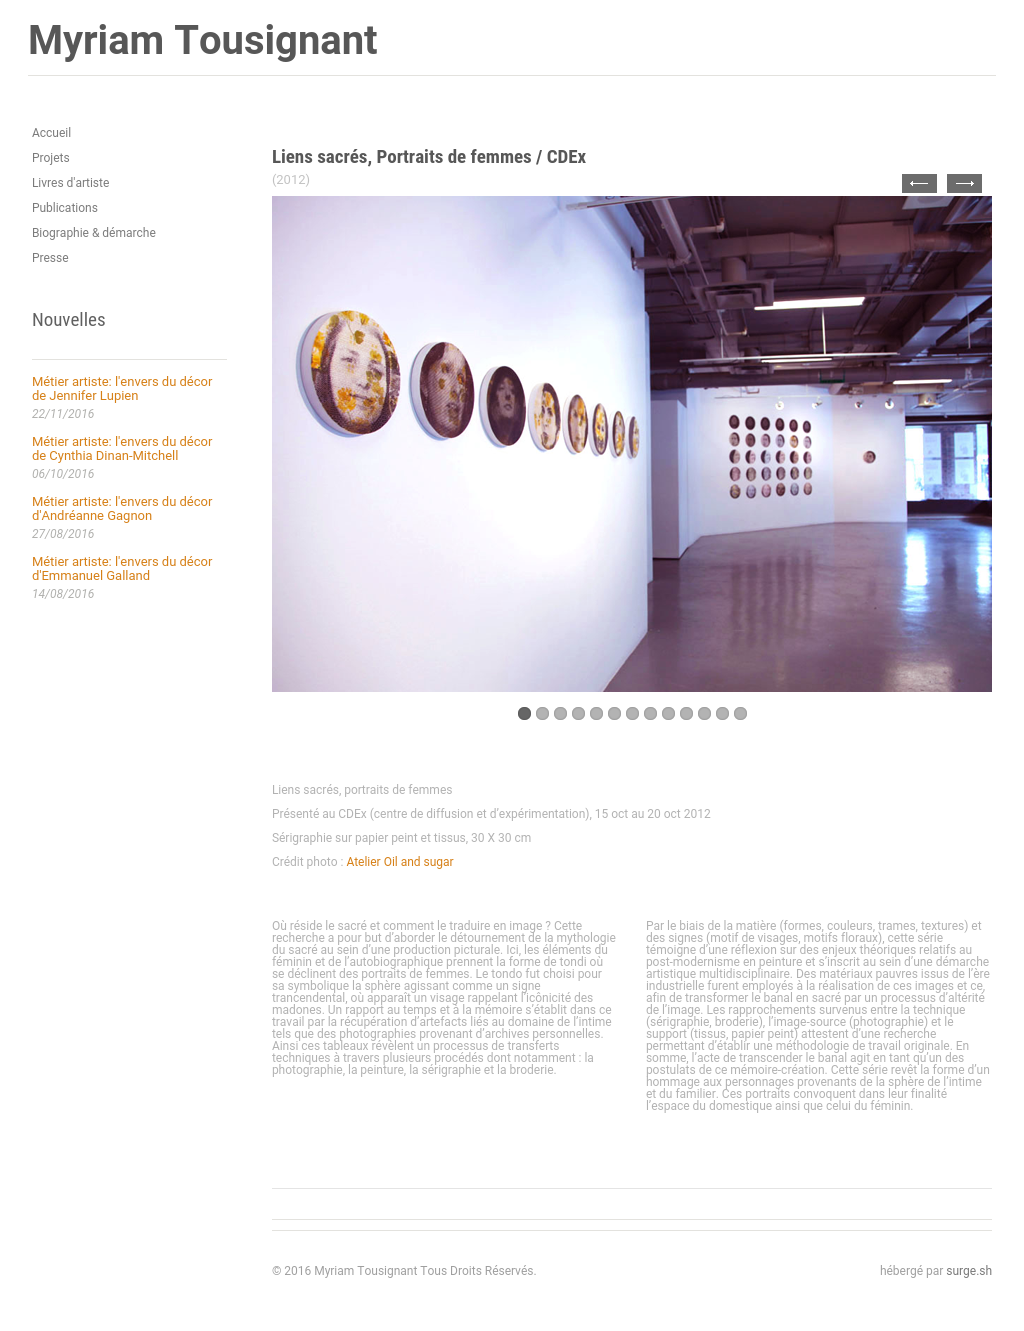 Myriam Tousignant
Accueil
Projets
Livres d'artiste
Publications
Biographie & démarche
Presse
Nouvelles
Métier artiste: l'envers du décor
de Jennifer Lupien
22/11/2016
Métier artiste: l'envers du décor
de Cynthia Dinan-Mitchell
06/10/2016
Métier artiste: l'envers du décor
d'Andréanne Gagnon
27/08/2016
Métier artiste: l'envers du décor
d'Emmanuel Galland
14/08/2016
Liens sacrés, Portraits de femmes / CDEx
(2012)
Liens sacrés, portraits de femmes
Présenté au CDEx (centre de diffusion et d'expérimentation), 15 oct au 20 oct 2012
Sérigraphie sur papier peint et tissus, 30 X 30 cm
Crédit photo : Atelier Oil and sugar
Où réside le sacré et comment le traduire en image ? Cette
recherche a pour but d'aborder le détournement de la mythologie
du sacré au sein d'une production picturale. Ici, les éléments du
féminin et de l'autobiographique prennent la forme de tondi où
se déclinent des portraits de femmes. Le tondo fut choisi pour
sa symbolique la sphère agissant comme un signe
trancendental, où apparaît un visage rappelant l'icônicité des
madones. Un rapport au temps et à la mémoire s'établit dans ce
travail par la récupération d'artefacts liés au domaine de l'intime
tels que des photographies provenant d'archives personnelles.
Ainsi ces tableaux révèlent un processus de transferts
techniques à travers plusieurs procédés dont notamment : la
photographie, la peinture, la sérigraphie et la broderie.
Par le biais de la matière (formes, couleurs, trames, textures) et
des signes (motif de visages, motifs floraux), cette série
témoigne d'une réflexion sur des enjeux théoriques relatifs au
post-modernisme en peinture et s'inscrit au sein d'une démarche
artistique multidisciplinaire. Des matériaux pauvres issus de l'ère
industrielle furent employés à la réalisation de ces images et ce,
afin de transformer le banal en sacré par un processus d'altérité
de l'image. Les rapprochements survenus entre la technique
(sérigraphie, broderie), l'image-source (photographie) et le
support (tissus, papier peint) attestent d'une recherche
permettant d'établir une méthodologie de travail originale. En
somme, l'acte de transcender le banal agit en tant qu'un des
postulats de ce mémoire-création. Cette série revêt la forme d'un
hommage aux personnages provenants de la sphère de l'intime
et du familier. Ces portraits convoquent dans leur finalité
l'espace du domestique ainsi que celui du féminin.
© 2016 Myriam Tousignant Tous Droits Réservés.
hébergé par surge.sh